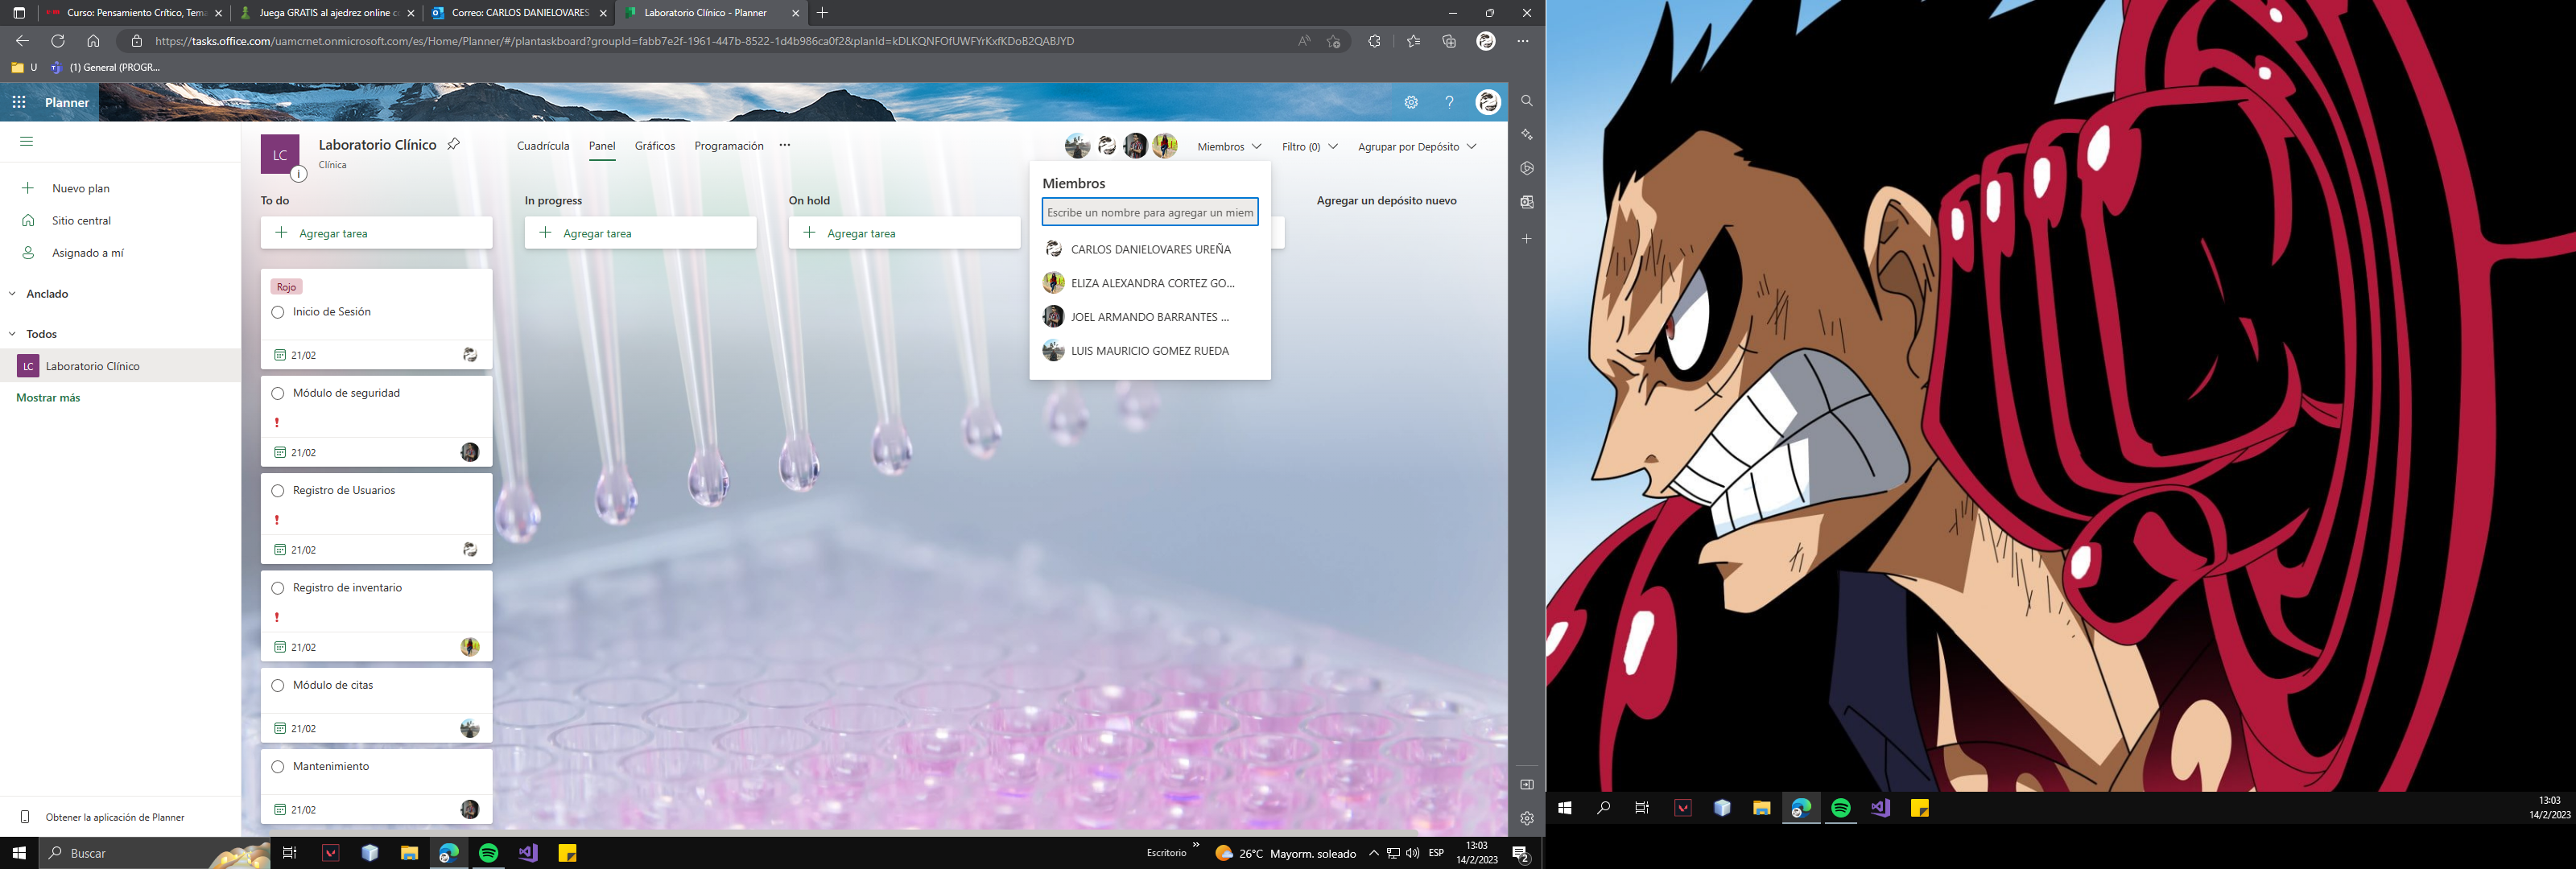 Curso: Pensamiento Crítico, Tema
Juega GRATIS al ajedrez online co
Correo: CARLOS DANIELOVARES
Laboratorio Clínico - Planner
https://tasks.office.com/uamcrnet.onmicrosoft.com/es/Home/Planner/#/plantaskboard?groupId=fabb7e2f-1961-447b-8522-1d4b986ca0f2&planId=kDLKQNFOfUWFYrKxfKDoB2QABJYD
U
(1) General (PROGR...
Planner
LC
Laboratorio Clínico
Clínica
Cuadrícula
Panel
Gráficos
Programación
...
Miembros
Filtro (0)
Agrupar por Depósito
Nuevo plan
Sitio central
Asignado a mí
Anclado
Todos
LC
Laboratorio Clínico
Mostrar más
Obtener la aplicación de Planner
To do
Agregar tarea
Rojo
Inicio de Sesión
21/02
Módulo de seguridad
21/02
Registro de Usuarios
21/02
Registro de inventario
21/02
Módulo de citas
21/02
Mantenimiento
21/02
In progress
Agregar tarea
On hold
Agregar tarea
Miembros
Escribe un nombre para agregar un miem
CARLOS DANIELOVARES UREÑA
ELIZA ALEXANDRA CORTEZ GO...
JOEL ARMANDO BARRANTES ...
LUIS MAURICIO GOMEZ RUEDA
Agregar un depósito nuevo
Buscar
Escritorio
26°C Mayorm. soleado
ESP
13:03
14/2/2023
2
13:03
14/2/2023